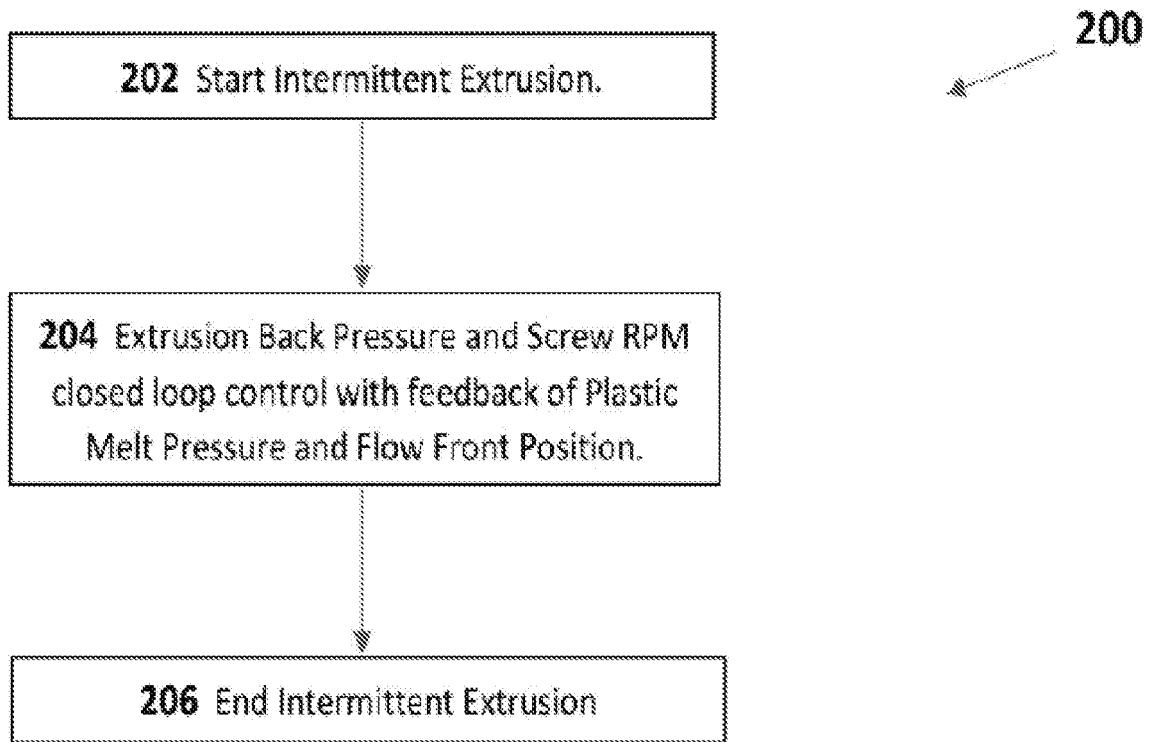 200
202 Start Intermittent Extrusion.
204 Extrusion Back Pressure and Screw RPM
closed loop control with feedback of Plastic
Melt Pressure and Flow Front Position.
206 End Intermittent Extrusion